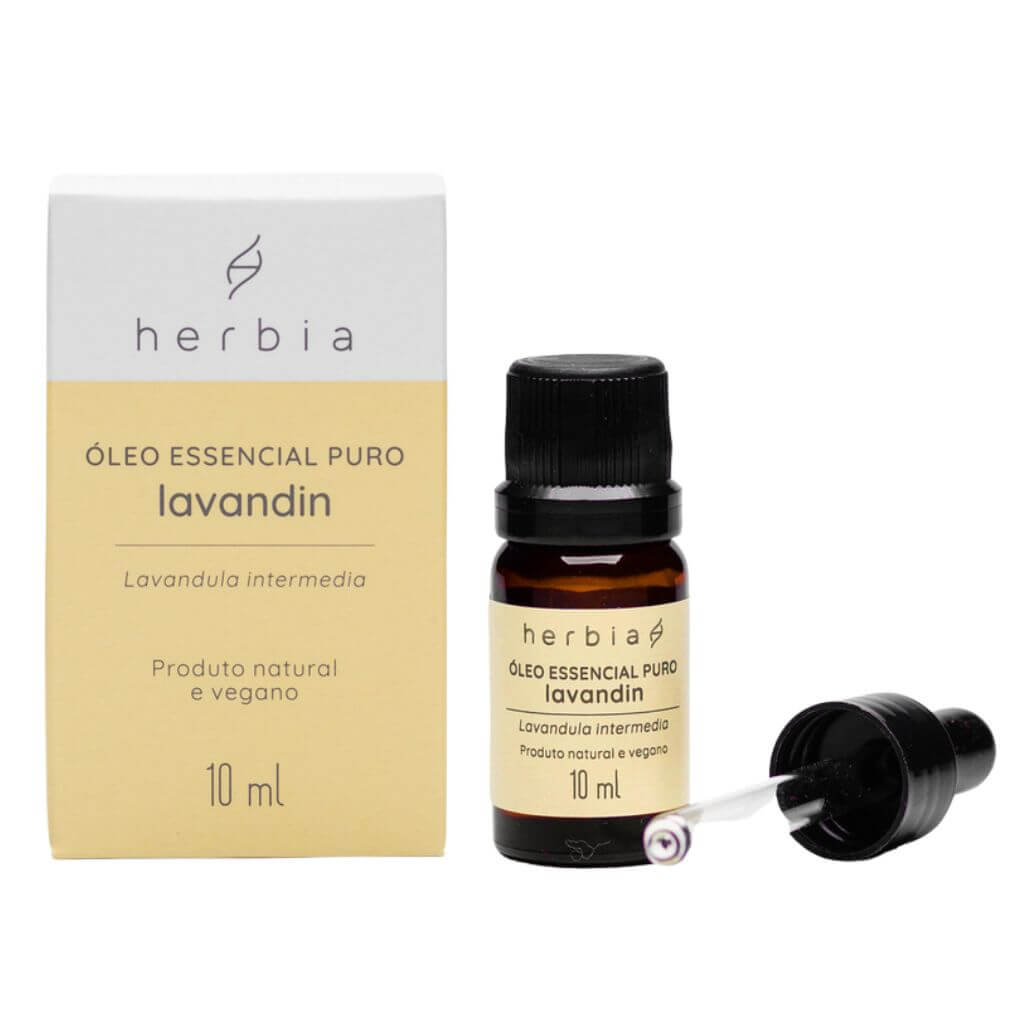 herbia
ÓLEO ESSENCIAL PURO
lavandin
Lavandula intermedia
Produto natural
e vegano
10 ml
herbia
ÓLEO ESSENCIAL PURO
lavandin
Lavandula intermedia
Produto natural e vegano
10 ml